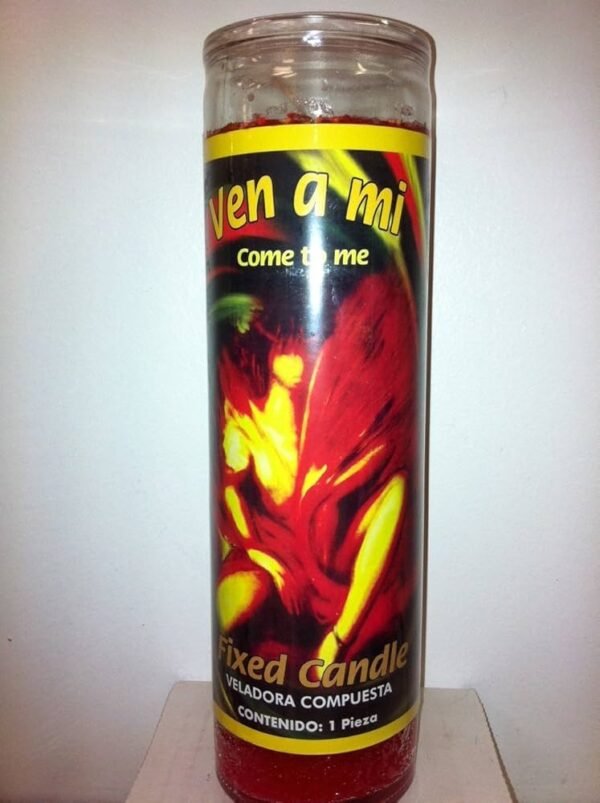 Ven a mi
Come to me
Fixed Candle
VELADORA COMPUESTA
CONTENIDO: 1 Pieza